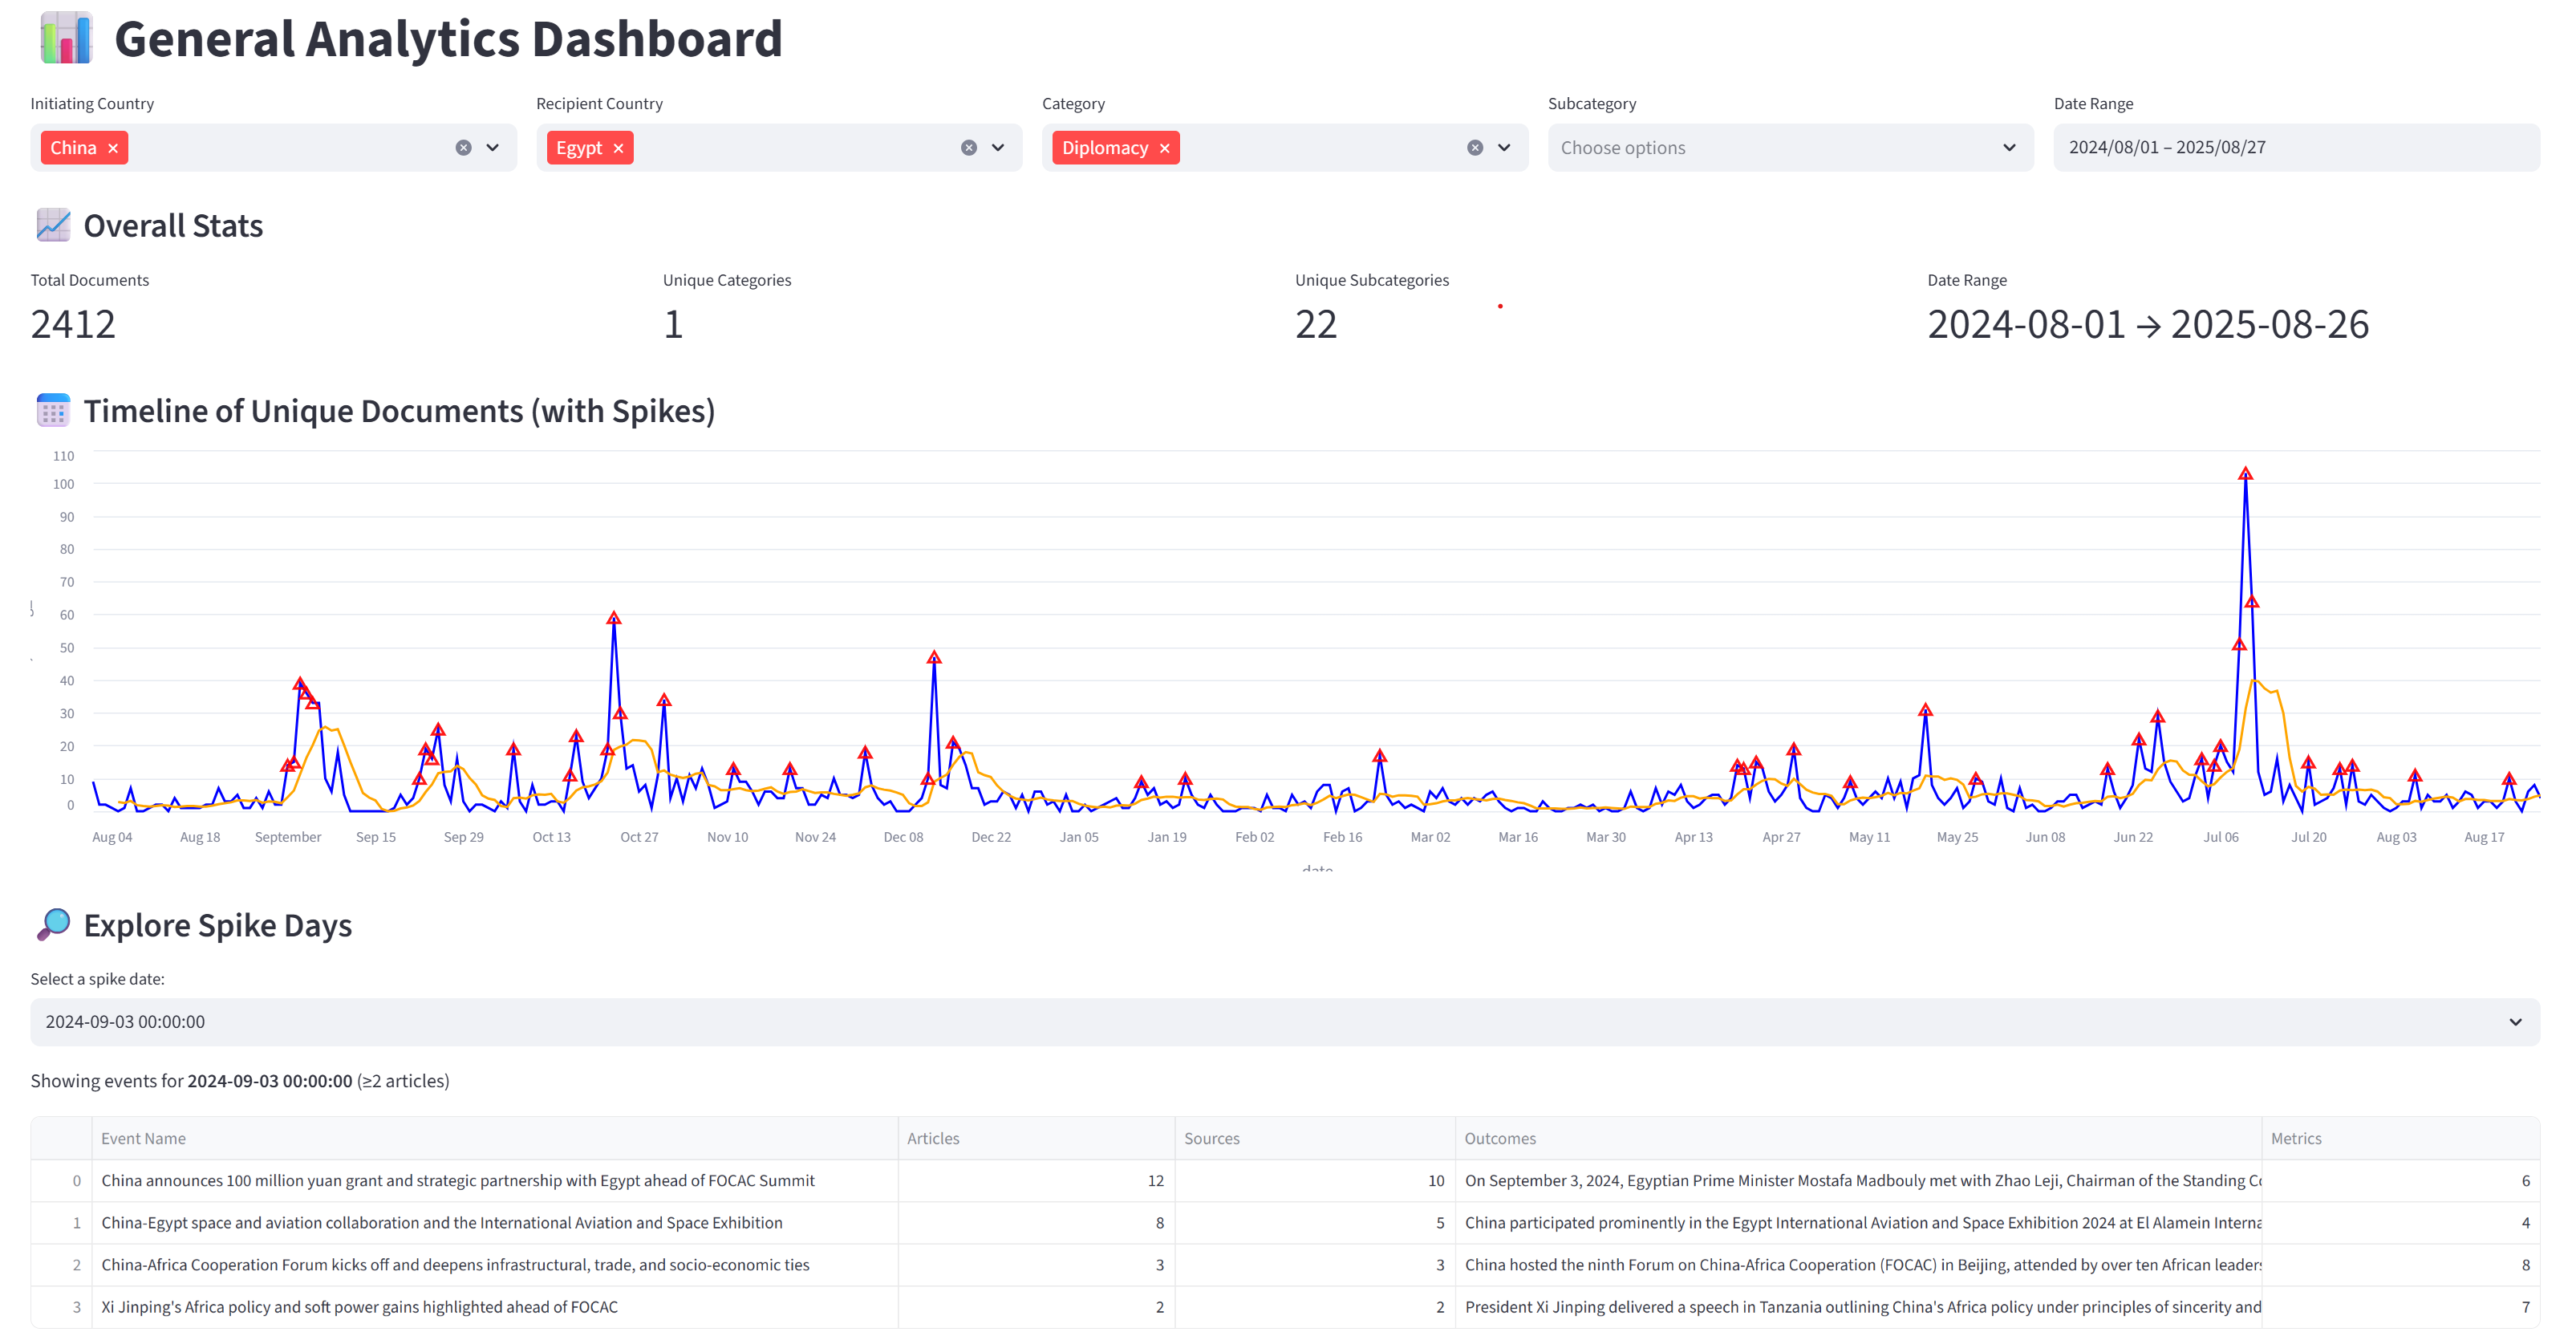 General Analytics Dashboard
Initiating Country Recipient Country Category Subcategory Date Range
China × Egypt × Diplomacy × Choose options 2024/08/01 – 2025/08/27
Overall Stats
Total Documents Unique Categories Unique Subcategories Date Range
2412 1 22 2024-08-01 → 2025-08-26
Timeline of Unique Documents (with Spikes)
110
100
90
80
70
60
50
40
30
20
10
0
Aug 04 Aug 18 September Sep 15 Sep 29 Oct 13 Oct 27 Nov 10 Nov 24 Dec 08 Dec 22 Jan 05 Jan 19 Feb 02 Feb 16 Mar 02 Mar 16 Mar 30 Apr 13 Apr 27 May 11 May 25 Jun 08 Jun 22 Jul 06 Jul 20 Aug 03 Aug 17
date
Explore Spike Days
Select a spike date:
2024-09-03 00:00:00
Showing events for 2024-09-03 00:00:00 (≥2 articles)
Event Name Articles Sources Outcomes Metrics
0 China announces 100 million yuan grant and strategic partnership with Egypt ahead of FOCAC Summit 12 10 On September 3, 2024, Egyptian Prime Minister Mostafa Madbouly met with Zhao Leji, Chairman of the Standing 6
1 China-Egypt space and aviation collaboration and the International Aviation and Space Exhibition 8 5 China participated prominently in the Egypt International Aviation and Space Exhibition 2024 at El Alamein Interna 4
2 China-Africa Cooperation Forum kicks off and deepens infrastructural, trade, and socio-economic ties 3 3 China hosted the ninth Forum on China-Africa Cooperation (FOCAC) in Beijing, attended by over ten African leaders 8
3 Xi Jinping's Africa policy and soft power gains highlighted ahead of FOCAC 2 2 President Xi Jinping delivered a speech in Tanzania outlining China's Africa policy under principles of sincerity and 7